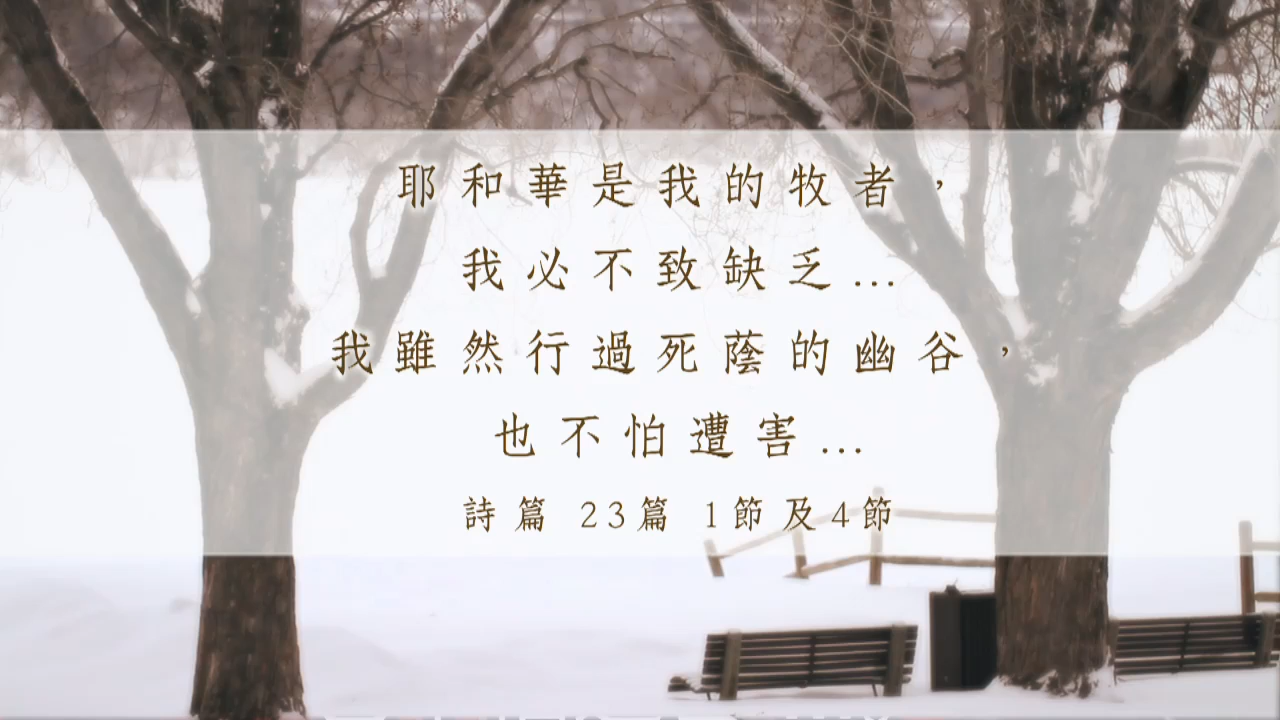 耶和華是我的牧者，
我必不致缺乏...
我雖然行過死蔭的幽谷，
也不怕遭害...
詩篇 23篇 1節及4節